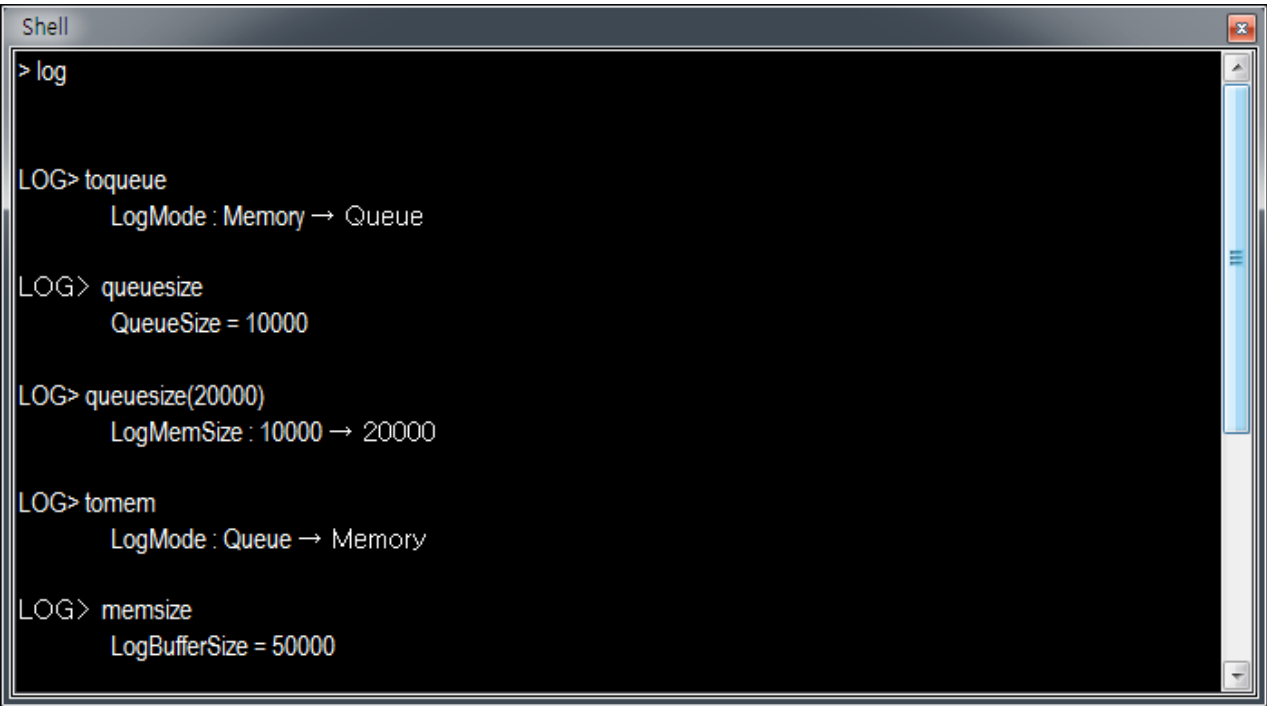 Shell
> log
LOG> toqueue
LogMode : Memory → Queue
LOG> queuesize
QueueSize = 10000
LOG> queuesize(20000)
LogMemSize : 10000 → 20000
LOG> tomem
LogMode : Queue → Memory
LOG> memsize
LogBufferSize = 50000